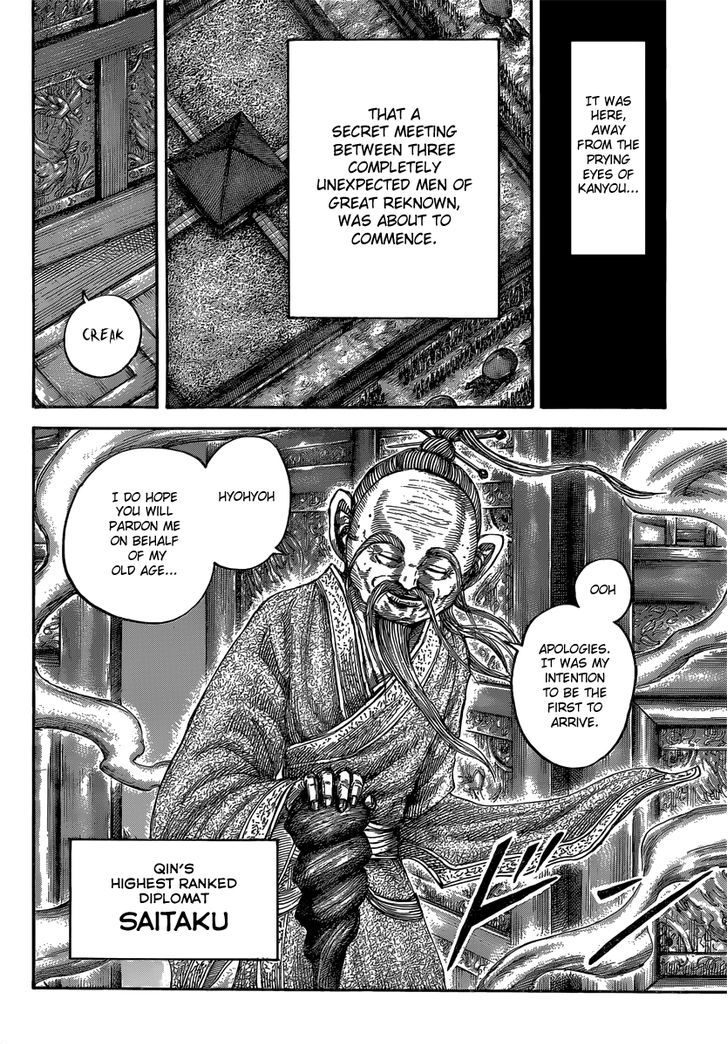 IT WAS
HERE,
AWAY
FROM THE
PRYING
EYES OF
KANYOU...
THAT A
SECRET MEETING
BETWEEN THREE
COMPLETELY
UNEXPECTED MEN OF
GREAT REKNOWN,
WAS ABOUT TO
COMMENCE.
CREAK
OOH
APOLOGIES.
IT WAS MY
INTENTION
TO BE THE
FIRST TO
ARRIVE.
HYOHYOH
I DO HOPE
YOU WILL
PARDON ME
ON BEHALF
OF MY
OLD AGE...
ドン
QIN'S
HIGHEST RANKED
DIPLOMAT
SAITAKU